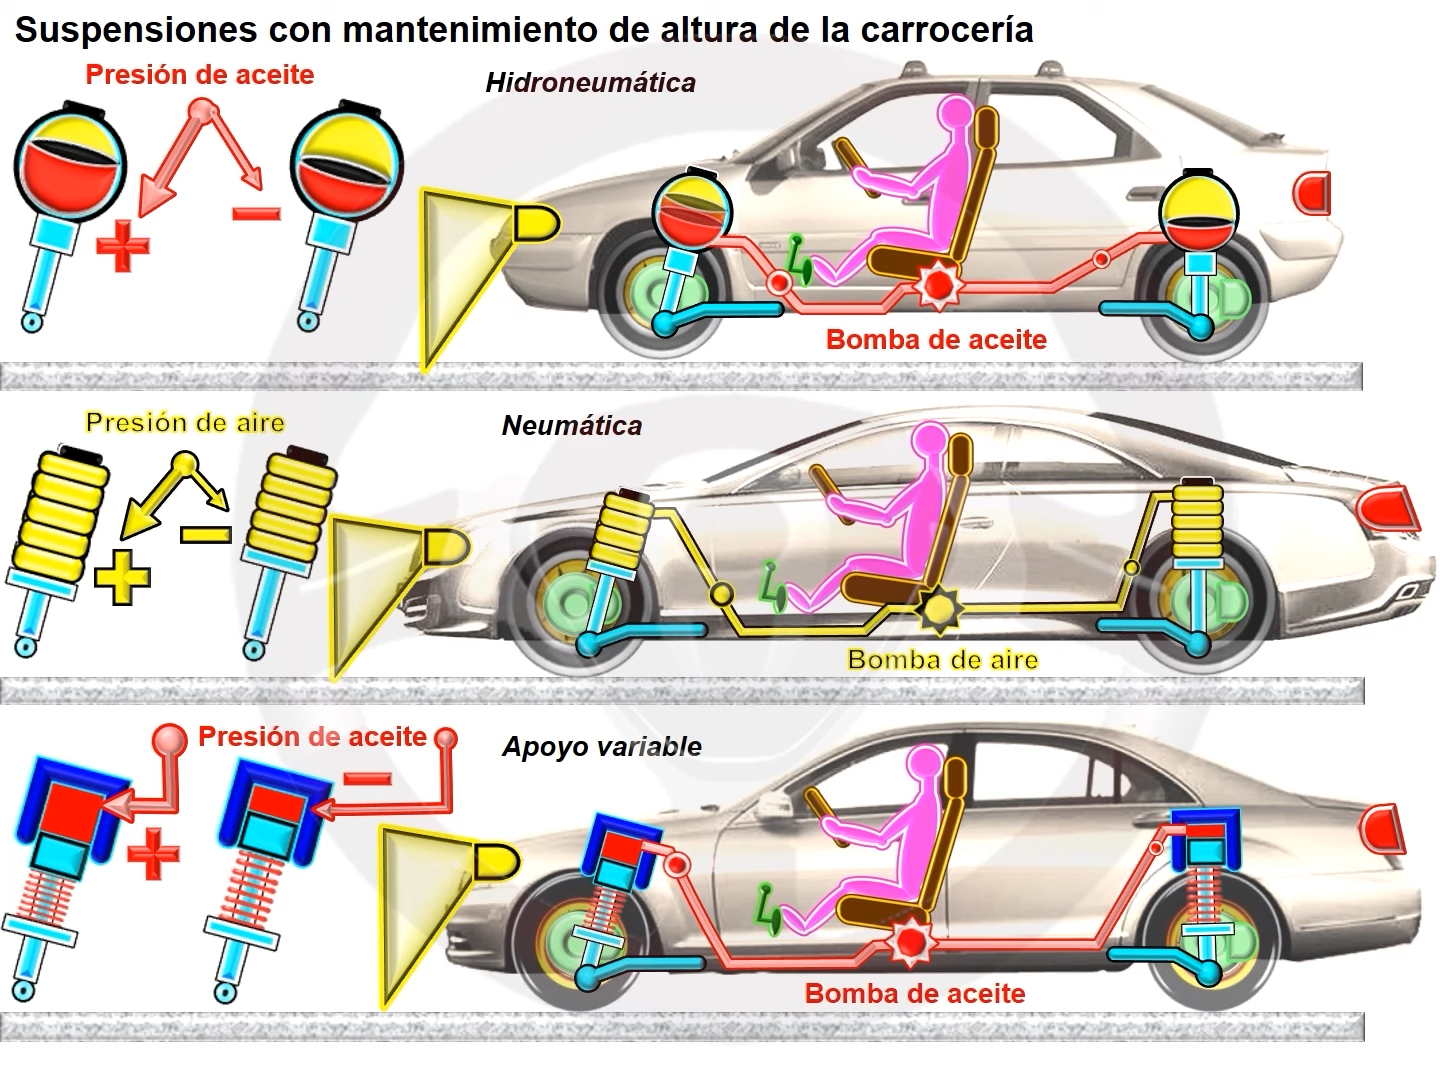 Suspensiones con mantenimiento de altura de la carrocería
Presión de aceite
Hidroneumática
Bomba de aceite
Presión de aire
Neumática
Bomba de aire
Presión de aceite
Apoyo variable
Bomba de aceite